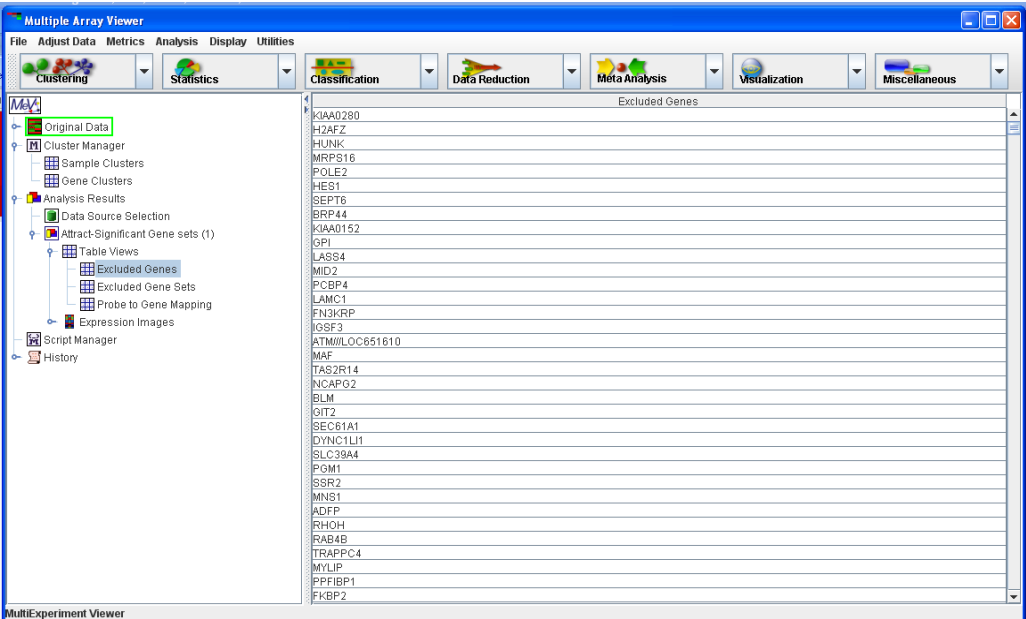 Multiple Array Viewer
File Adjust Data Metrics Analysis Display Utilities
Clustering Statistics Classification Data Reduction Meta Analysis Visualization Miscellaneous
MeV
Original Data
Cluster Manager
Sample Clusters
Gene Clusters
Analysis Results
Data Source Selection
Attract-Significant Gene sets (1)
Table Views
Excluded Genes
Excluded Gene Sets
Probe to Gene Mapping
Expression Images
Script Manager
History
Excluded Genes
KIAA0280
H2AFZ
HUNK
MRPS16
POLE2
HES1
SEPT6
BRP44
KIAA0152
GPI
LASS4
MID2
PCBP4
LAMC1
FN3KRP
IGSF3
ATM///LOC651610
MAF
TAS2R14
NCAPG2
BLM
GIT2
SEC61A1
DYNC1LI1
SLC39A4
PGM1
SSR2
MNS1
ADFP
RHOH
RAB4B
TRAPPC4
MYLIP
PPFIBP1
FKBP2
MultiExperiment Viewer